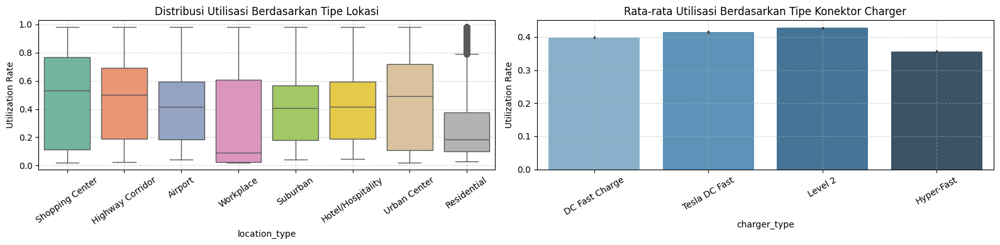 Distribusi Utilisasi Berdasarkan Tipe Lokasi
Utilization Rate
1.0
0.8
0.6
0.4
0.2
0.0
Shopping Center
Highway Corridor
Airport
Workplace
Suburban
Hotel/Hospitality
Urban Center
Residential
location_type
Rata-rata Utilisasi Berdasarkan Tipe Konektor Charger
Utilization Rate
0.4
0.3
0.2
0.1
0.0
DC Fast Charge
Tesla DC Fast
Level 2
Hyper-Fast
charger_type